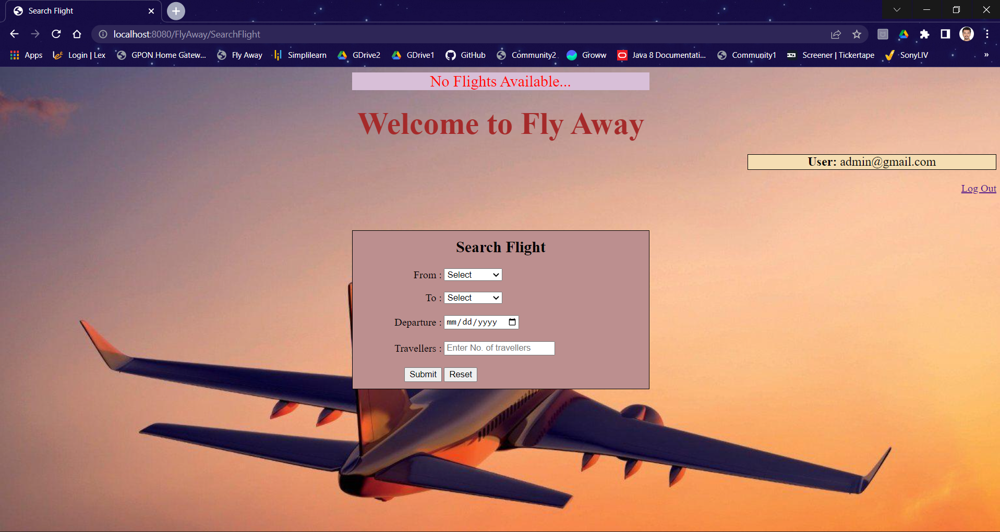 Search Flight
localhost:8080/FlyAway/SearchFlight
Apps Login | Lex GPON Home Gatew... Fly Away Simplilearn GDrive2 GDrive1 GitHub Community2 Groww Java 8 Documentati... Community1 Screener | Tickertape SonyLIV »
No Flights Available...
Welcome to Fly Away
User: admin@gmail.com
Log Out
Search Flight
From : Select
To : Select
Departure : mm/dd/yyyy
Travellers : Enter No. of travellers
Submit Reset